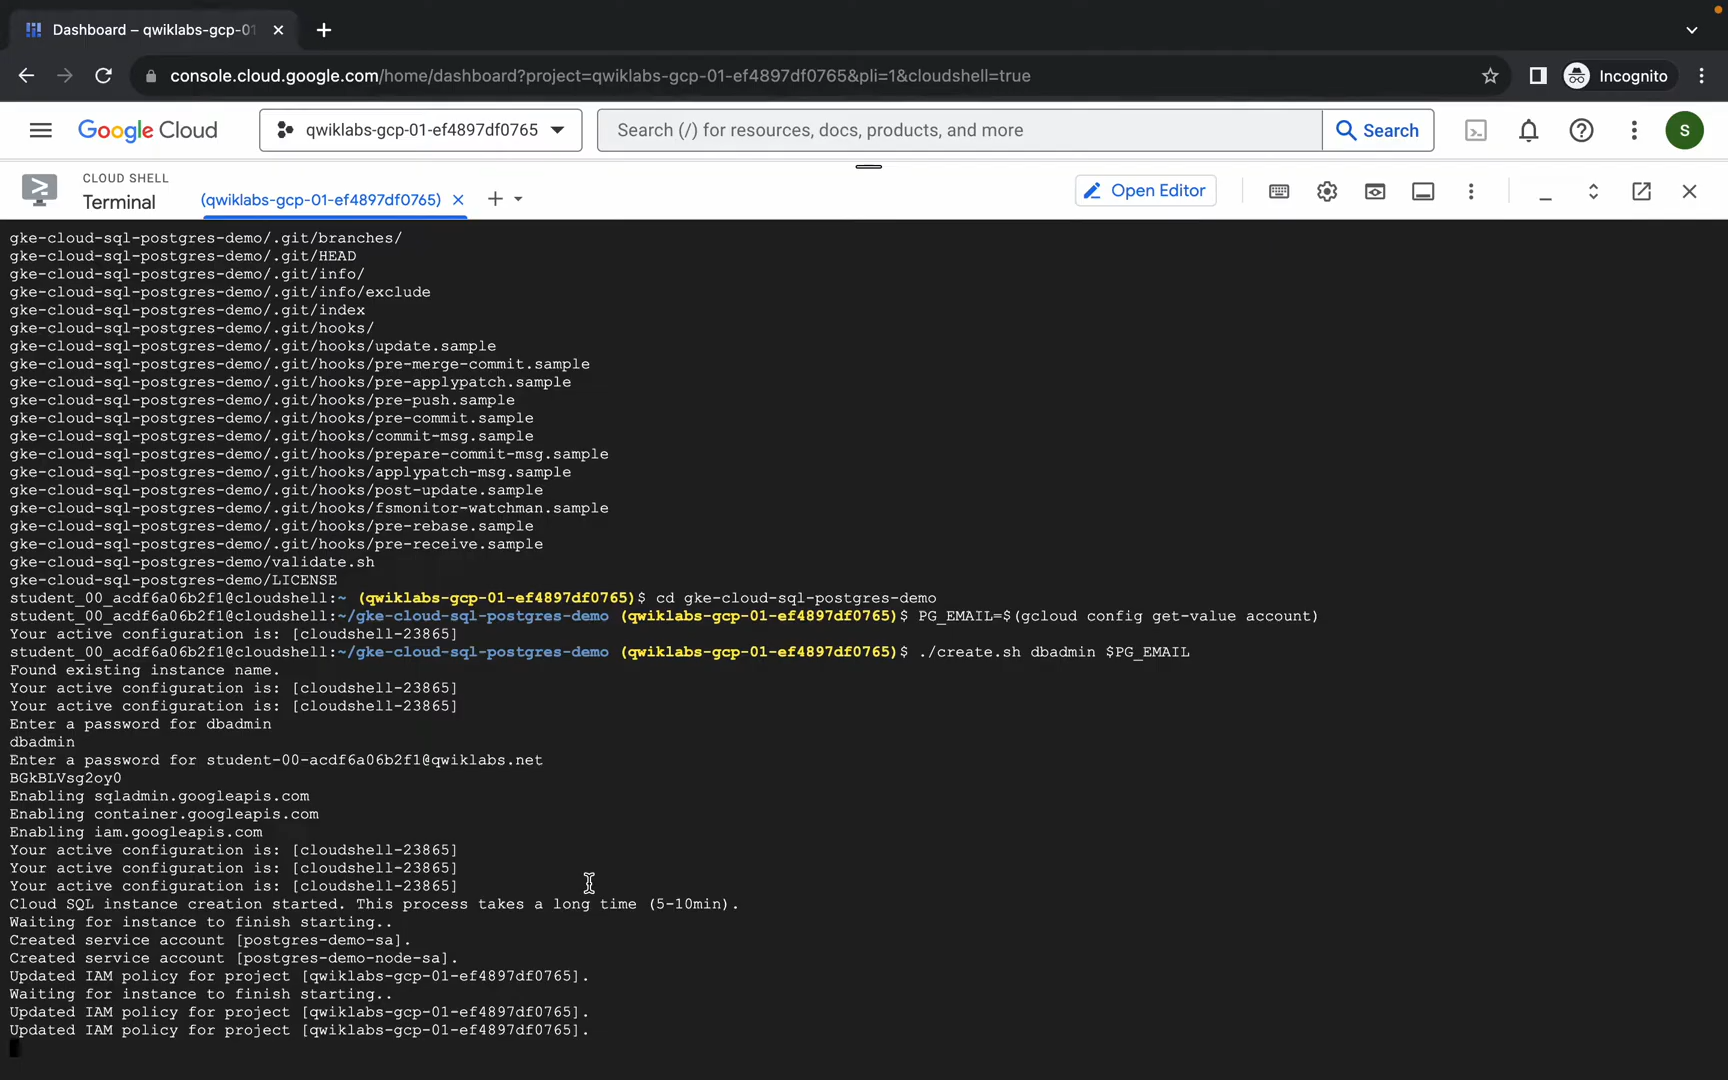 Dashboard – qwiklabs-gcp-01
console.cloud.google.com/home/dashboard?project=qwiklabs-gcp-01-ef4897df0765&pli=1&cloudshell=true
Incognito
Google Cloud
qwiklabs-gcp-01-ef4897df0765
Search (/) for resources, docs, products, and more
Search
S
CLOUD SHELL
Terminal
(qwiklabs-gcp-01-ef4897df0765)
Open Editor
gke-cloud-sql-postgres-demo/.git/branches/
gke-cloud-sql-postgres-demo/.git/HEAD
gke-cloud-sql-postgres-demo/.git/info/
gke-cloud-sql-postgres-demo/.git/info/exclude
gke-cloud-sql-postgres-demo/.git/index
gke-cloud-sql-postgres-demo/.git/hooks/
gke-cloud-sql-postgres-demo/.git/hooks/update.sample
gke-cloud-sql-postgres-demo/.git/hooks/pre-merge-commit.sample
gke-cloud-sql-postgres-demo/.git/hooks/pre-applypatch.sample
gke-cloud-sql-postgres-demo/.git/hooks/pre-push.sample
gke-cloud-sql-postgres-demo/.git/hooks/pre-commit.sample
gke-cloud-sql-postgres-demo/.git/hooks/commit-msg.sample
gke-cloud-sql-postgres-demo/.git/hooks/prepare-commit-msg.sample
gke-cloud-sql-postgres-demo/.git/hooks/applypatch-msg.sample
gke-cloud-sql-postgres-demo/.git/hooks/post-update.sample
gke-cloud-sql-postgres-demo/.git/hooks/fsmonitor-watchman.sample
gke-cloud-sql-postgres-demo/.git/hooks/pre-rebase.sample
gke-cloud-sql-postgres-demo/.git/hooks/pre-receive.sample
gke-cloud-sql-postgres-demo/validate.sh
gke-cloud-sql-postgres-demo/LICENSE
student_00_acdf6a06b2f1@cloudshell:~ (qwiklabs-gcp-01-ef4897df0765)$ cd gke-cloud-sql-postgres-demo
student_00_acdf6a06b2f1@cloudshell:~/gke-cloud-sql-postgres-demo (qwiklabs-gcp-01-ef4897df0765)$ PG_EMAIL=$(gcloud config get-value account)
Your active configuration is: [cloudshell-23865]
student_00_acdf6a06b2f1@cloudshell:~/gke-cloud-sql-postgres-demo (qwiklabs-gcp-01-ef4897df0765)$ ./create.sh dbadmin $PG_EMAIL
Found existing instance name.
Your active configuration is: [cloudshell-23865]
Your active configuration is: [cloudshell-23865]
Enter a password for dbadmin
dbadmin
Enter a password for student-00-acdf6a06b2f1@qwiklabs.net
BGkBLVsg2oy0
Enabling sqladmin.googleapis.com
Enabling container.googleapis.com
Enabling iam.googleapis.com
Your active configuration is: [cloudshell-23865]
Your active configuration is: [cloudshell-23865]
Your active configuration is: [cloudshell-23865]
Cloud SQL instance creation started. This process takes a long time (5-10min).
Waiting for instance to finish starting..
Created service account [postgres-demo-sa].
Created service account [postgres-demo-node-sa].
Updated IAM policy for project [qwiklabs-gcp-01-ef4897df0765].
Waiting for instance to finish starting..
Updated IAM policy for project [qwiklabs-gcp-01-ef4897df0765].
Updated IAM policy for project [qwiklabs-gcp-01-ef4897df0765].